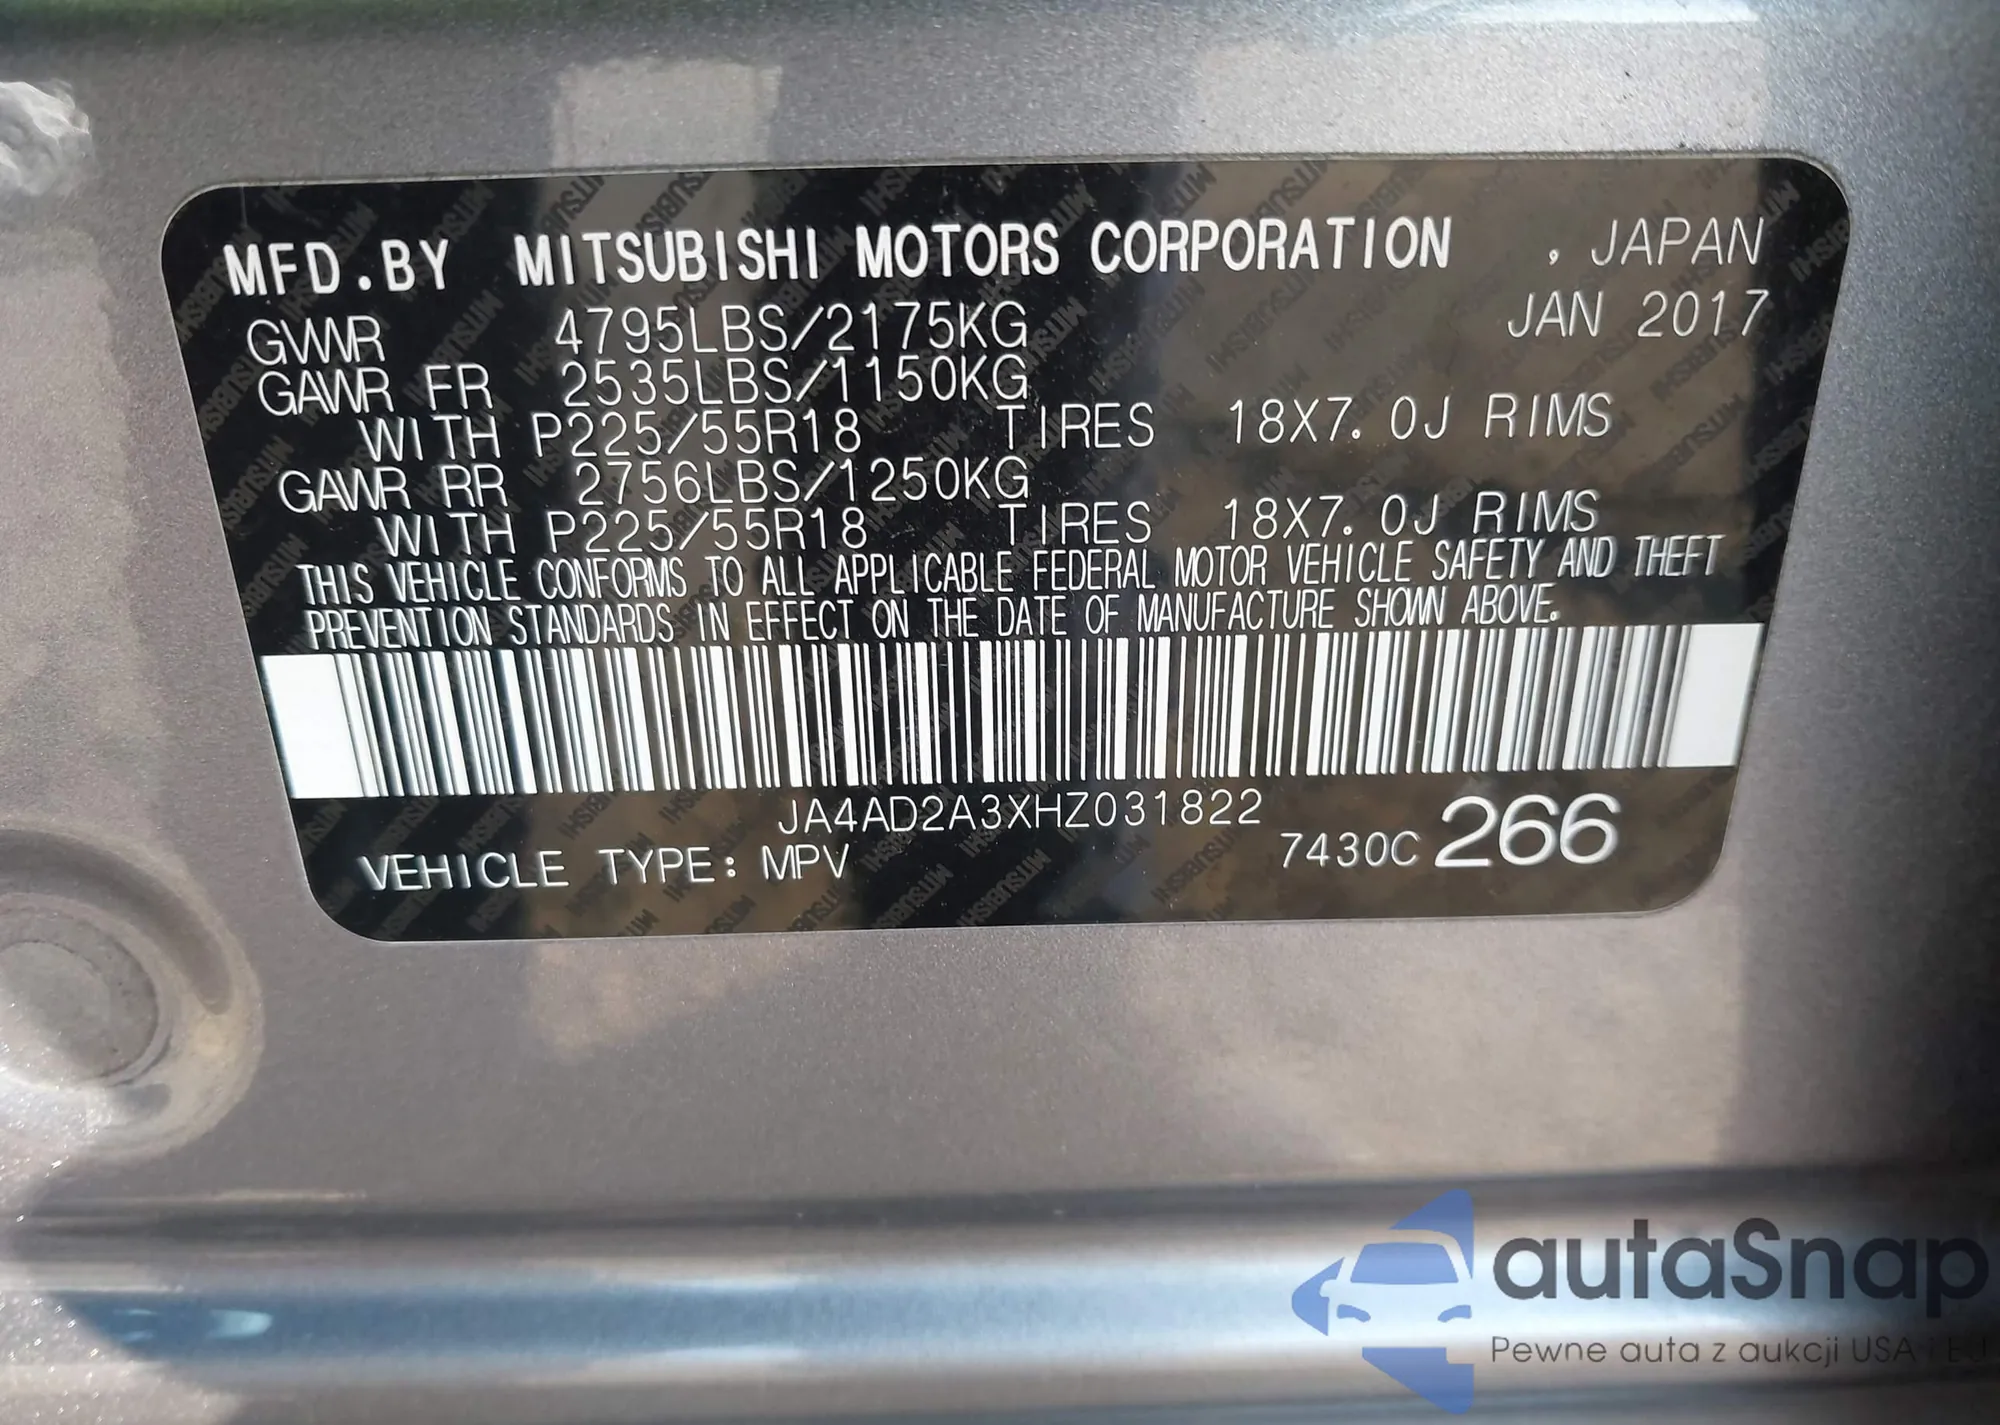 MFD.BY MITSUBISHI MOTORS CORPORATION , JAPAN
JAN 2017
GVWR 4795LBS/2175KG
GAWR FR 2535LBS/1150KG
WITH P225/55R18 TIRES 18X7.0J RIMS
GAWR RR 2756LBS/1250KG
WITH P225/55R18 TIRES 18X7.0J RIMS
THIS VEHICLE CONFORMS TO ALL APPLICABLE FEDERAL MOTOR VEHICLE SAFETY AND THEFT
PREVENTION STANDARDS IN EFFECT ON THE DATE OF MANUFACTURE SHOWN ABOVE.
JA4AD2A3XHZ031822
VEHICLE TYPE: MPV 7430C 266
autaSnap
Pewne auta z aukcji USA i EU